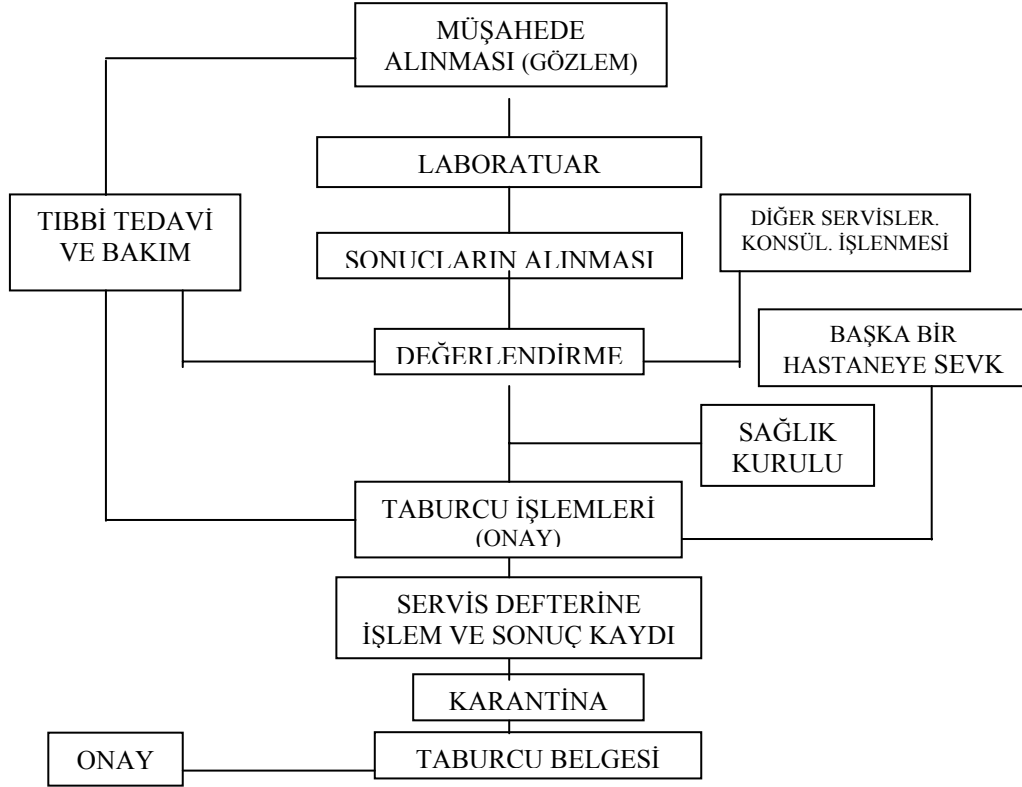 MÜŞAHEDE
ALINMASI (GÖZLEM)
LABORATUAR
TIBBİ TEDAVİ
VE BAKIM
DİĞER SERVİSLER.
KONSÜL. İŞLENMESİ
SONUÇLARIN ALINMASI
BAŞKA BİR
HASTANEYE SEVK
DEĞERLENDİRME
SAĞLIK
KURULU
TABURCU İŞLEMLERİ
(ONAY)
SERVİS DEFTERİNE
İŞLEM VE SONUÇ KAYDI
KARANTİNA
ONAY
TABURCU BELGESİ